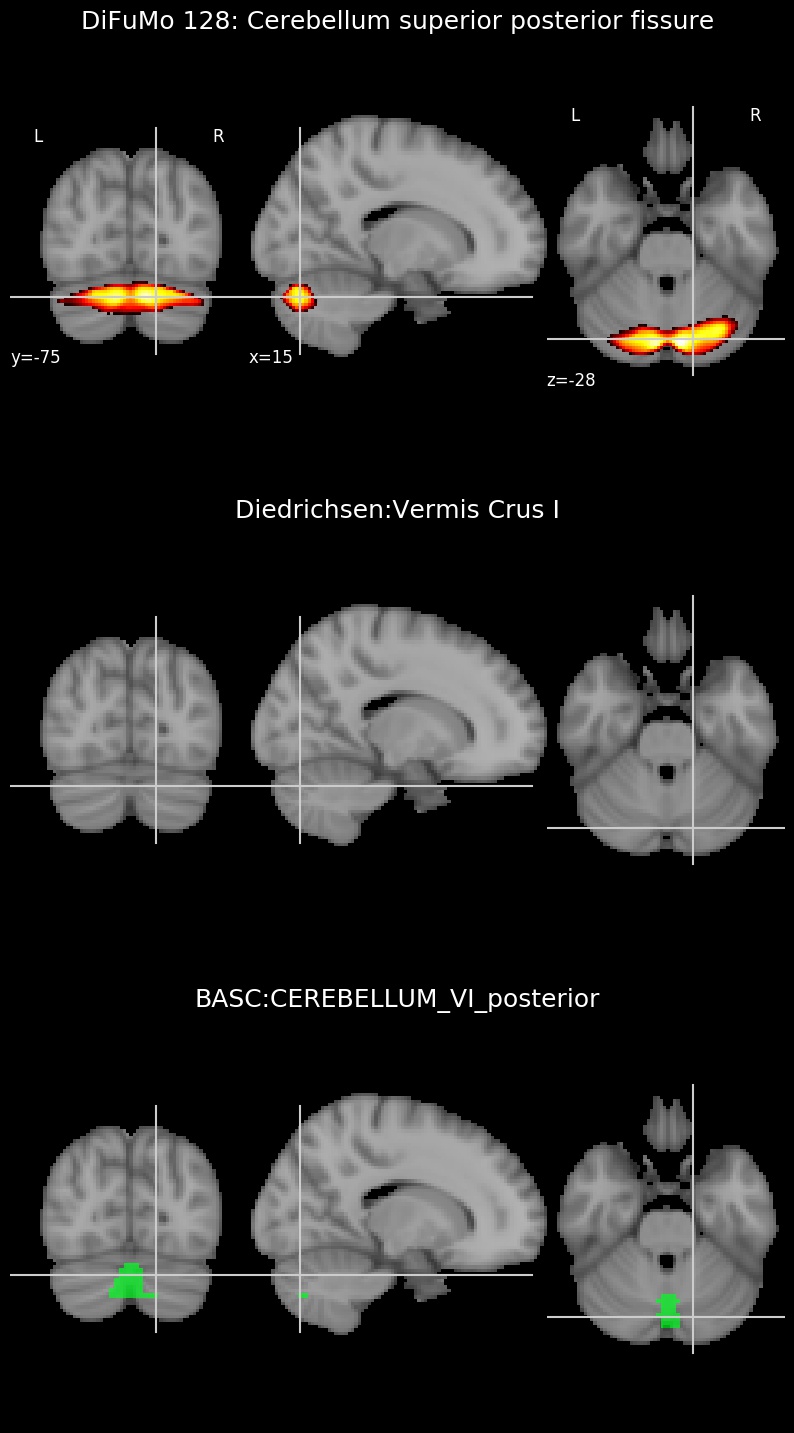 DiFuMo 128: Cerebellum superior posterior fissure
L R
L R
y=-75
x=15
z=-28
Diedrichsen:Vermis Crus I
BASC:CEREBELLUM_VI_posterior